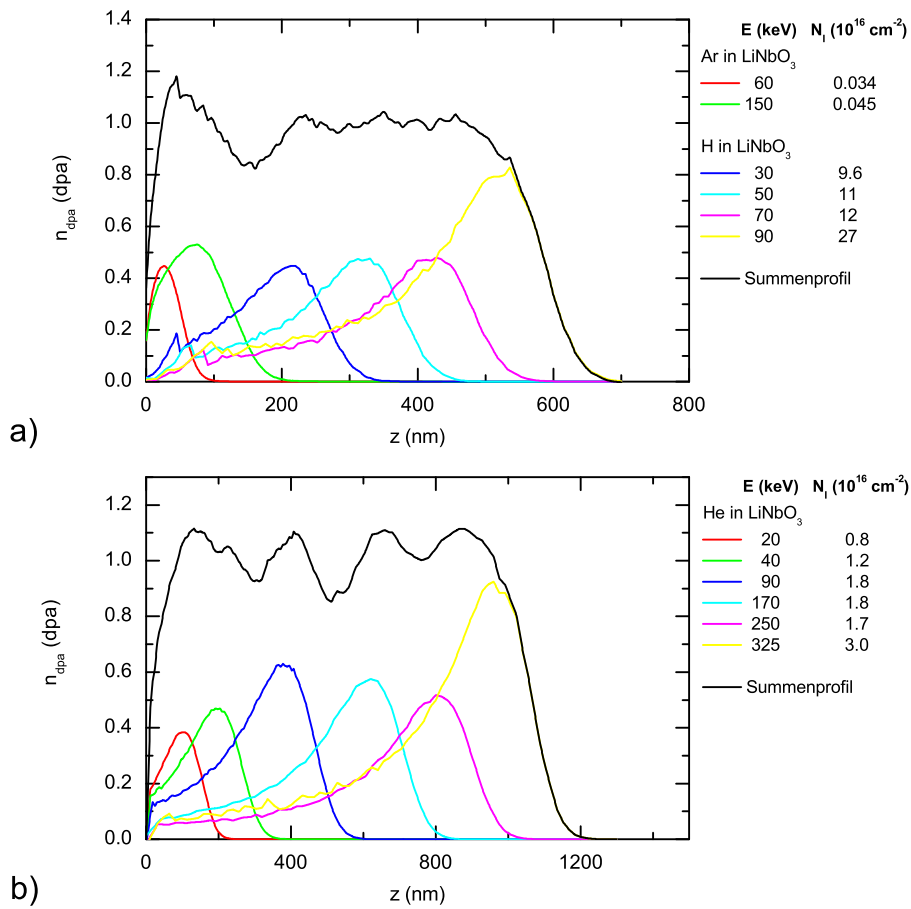 E (keV) N_I (10^16 cm^-2)
Ar in LiNbO_3
60 0.034
150 0.045
H in LiNbO_3
30 9.6
50 11
70 12
90 27
Summenprofil
n_dpa (dpa)
1.4
1.2
1.0
0.8
0.6
0.4
0.2
0.0
0 200 400 600 800
z (nm)
a)
E (keV) N_I (10^16 cm^-2)
He in LiNbO_3
20 0.8
40 1.2
90 1.8
170 1.8
250 1.7
325 3.0
Summenprofil
n_dpa (dpa)
1.2
1.0
0.8
0.6
0.4
0.2
0.0
0 400 800 1200
z (nm)
b)